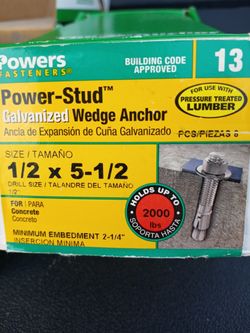 Powers
FASTENERS®
BUILDING CODE
APPROVED
13
Power-Stud™
Galvanized Wedge Anchor
Ancla de Expansión de Cuña Galvanizado
FOR USE WITH
PRESSURE TREATED
LUMBER
PCS/PIEZAS
SIZE / TAMAÑO
1/2 x 5-1/2
DRILL SIZE / TALANDRE DEL TAMAÑO
1/2"
FOR / PARA
Concrete
Concreto
MINIMUM EMBEDMENT 2-1/4"
INSERCION MINIMA
HOLDS UP TO
2000
lbs
SOPORTA HASTA